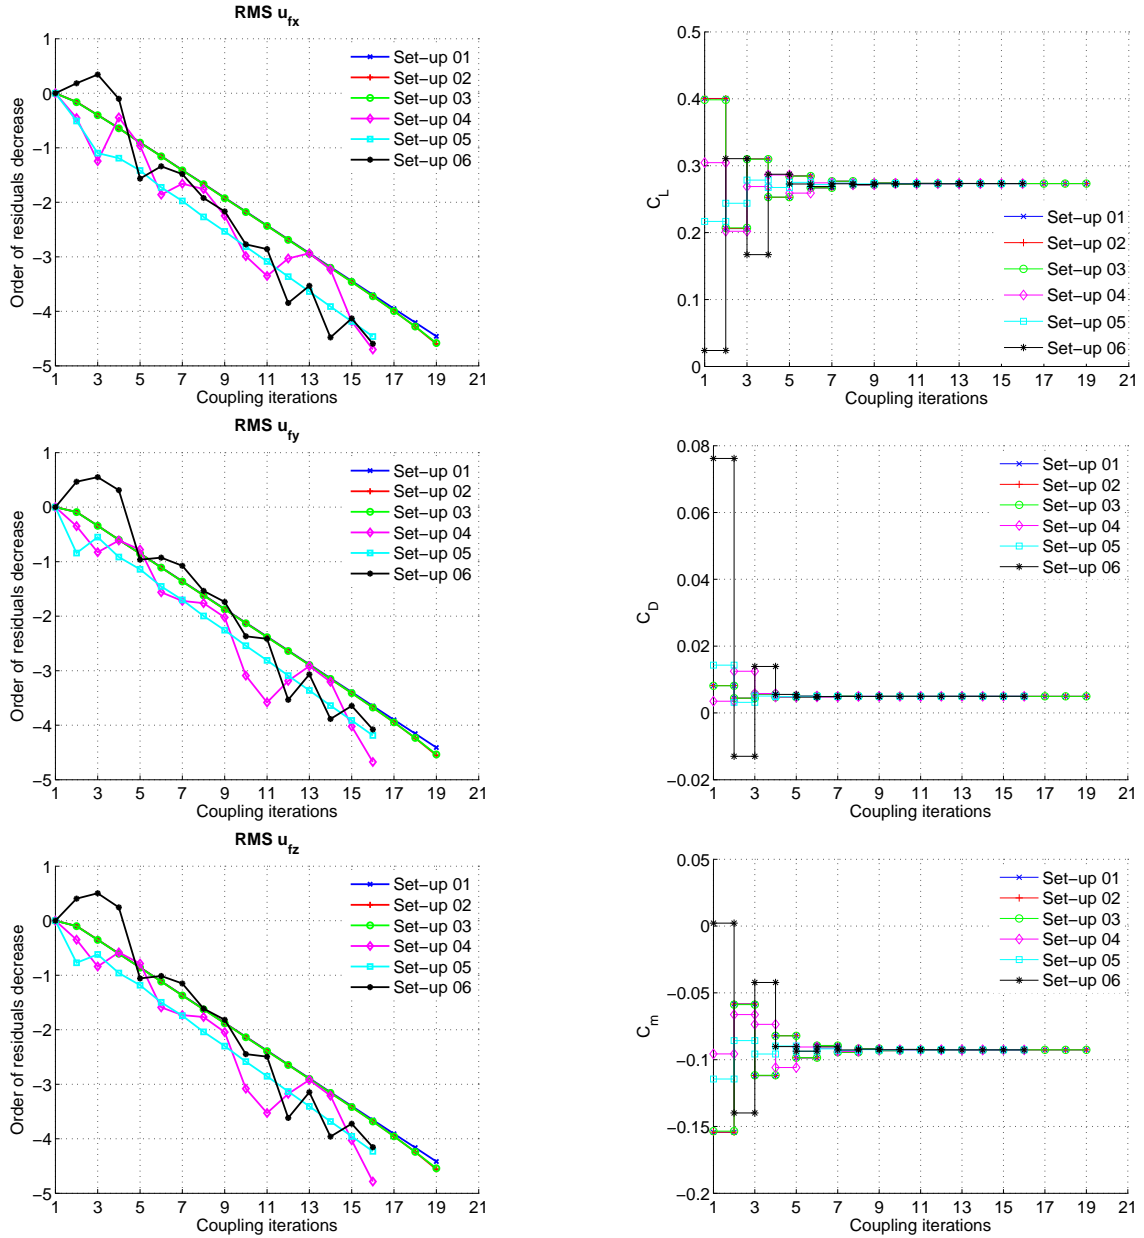 RMS u_fx
Order of residuals decrease
1
0
−1
−2
−3
−4
−5
Set−up 01
Set−up 02
Set−up 03
Set−up 04
Set−up 05
Set−up 06
1 3 5 7 9 11 13 15 17 19 21
Coupling iterations
C_L
0.5
0.4
0.3
0.2
0.1
0
Set−up 01
Set−up 02
Set−up 03
Set−up 04
Set−up 05
Set−up 06
1 3 5 7 9 11 13 15 17 19 21
Coupling iterations
RMS u_fy
Order of residuals decrease
1
0
−1
−2
−3
−4
−5
Set−up 01
Set−up 02
Set−up 03
Set−up 04
Set−up 05
Set−up 06
1 3 5 7 9 11 13 15 17 19 21
Coupling iterations
C_D
0.08
0.06
0.04
0.02
0
−0.02
Set−up 01
Set−up 02
Set−up 03
Set−up 04
Set−up 05
Set−up 06
1 3 5 7 9 11 13 15 17 19 21
Coupling iterations
RMS u_fz
Order of residuals decrease
1
0
−1
−2
−3
−4
−5
Set−up 01
Set−up 02
Set−up 03
Set−up 04
Set−up 05
Set−up 06
1 3 5 7 9 11 13 15 17 19 21
Coupling iterations
C_m
0.05
0
−0.05
−0.1
−0.15
−0.2
Set−up 01
Set−up 02
Set−up 03
Set−up 04
Set−up 05
Set−up 06
1 3 5 7 9 11 13 15 17 19 21
Coupling iterations